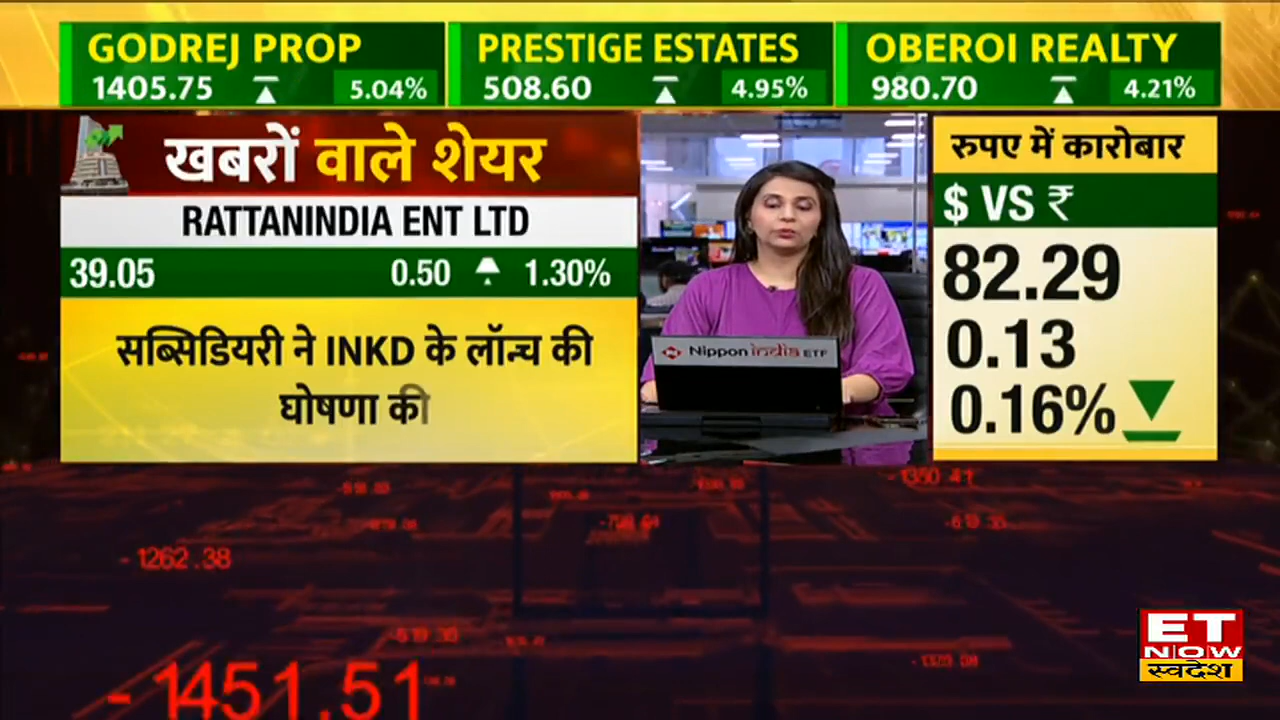 GODREJ PROP
1405.75 5.04%
PRESTIGE ESTATES
508.60 4.95%
OBEROI REALTY
980.70 4.21%
खबरों वाले शेयर
RATTANINDIA ENT LTD
39.05 0.50 1.30%
सब्सिडियरी ने INKD के लॉन्च की
घोषणा की
Nippon india ETF
रुपए में कारोबार
$ VS ₹
82.29
0.13
0.16%
-1350.41
-1262.38
-1451.51
ET
NOW
स्वदेश